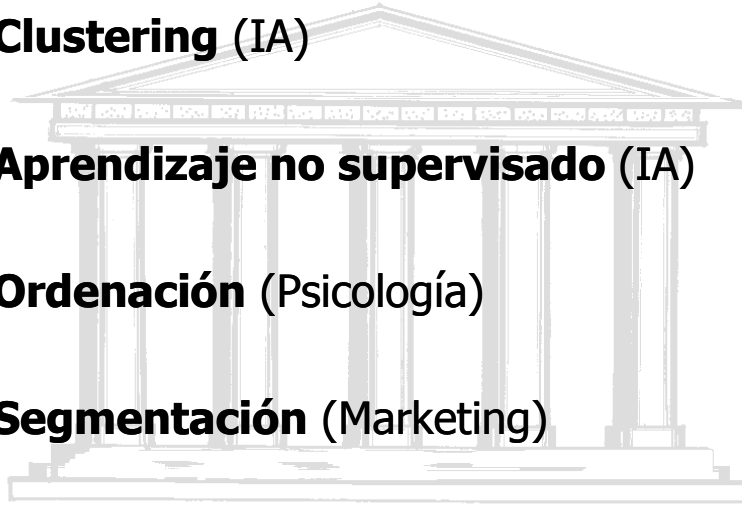 Clustering (IA)
Aprendizaje no supervisado (IA)
Ordenación (Psicología)
Segmentación (Marketing)